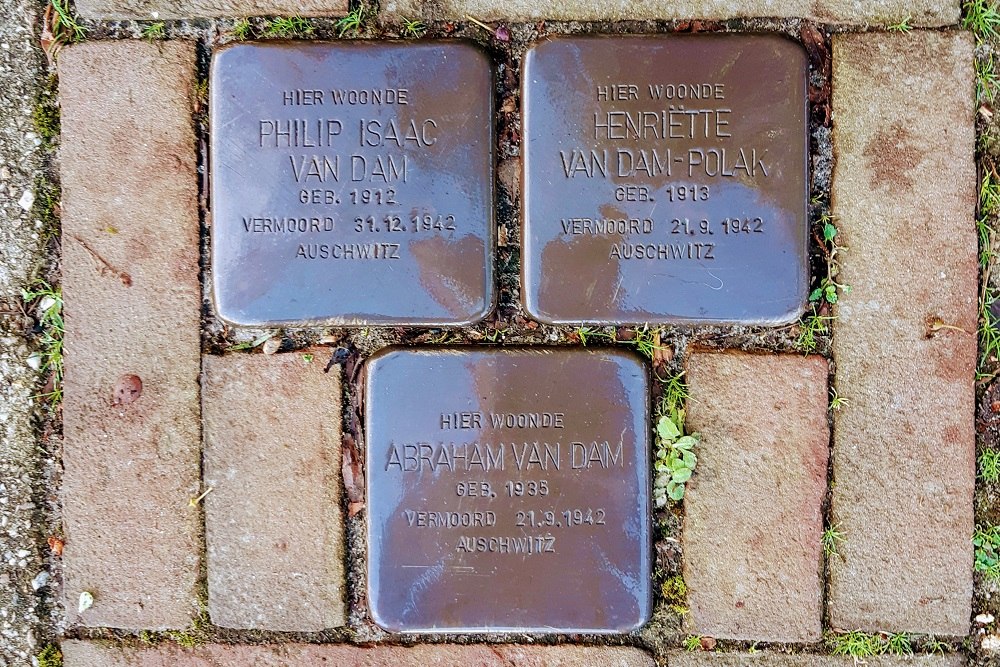 HIER WOONDE
PHILIP ISAAC
VAN DAM
GEB. 1912
VERMOORD 31.12.1942
AUSCHWITZ
HIER WOONDE
HENRIËTTE
VAN DAM-POLAK
GEB. 1913
VERMOORD 21.9.1942
AUSCHWITZ
HIER WOONDE
ABRAHAM VAN DAM
GEB. 1935
VERMOORD 21.9.1942
AUSCHWITZ